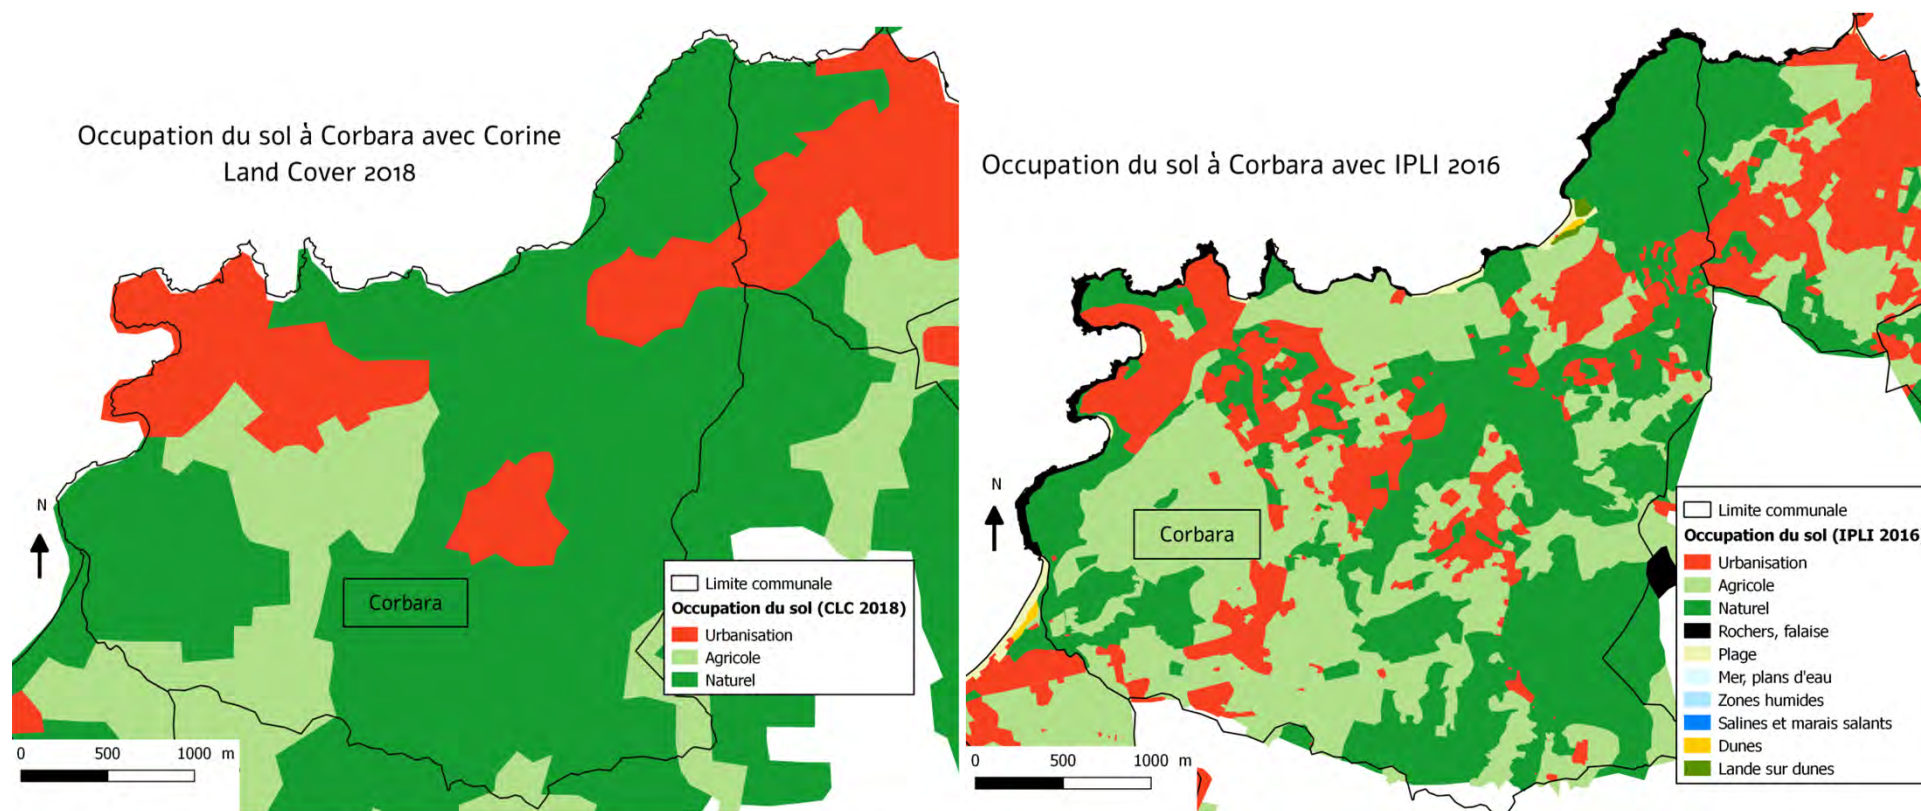 Occupation du sol à Corbara avec Corine
Land Cover 2018
N
Corbara
Limite communale
Occupation du sol (CLC 2018)
Urbanisation
Agricole
Naturel
0 500 1000 m
Occupation du sol à Corbara avec IPLI 2016
N
Corbara
Limite communale
Occupation du sol (IPLI 2016
Urbanisation
Agricole
Naturel
Rochers, falaise
Plage
Mer, plans d'eau
Zones humides
Salines et marais salants
Dunes
Lande sur dunes
0 500 1000 m